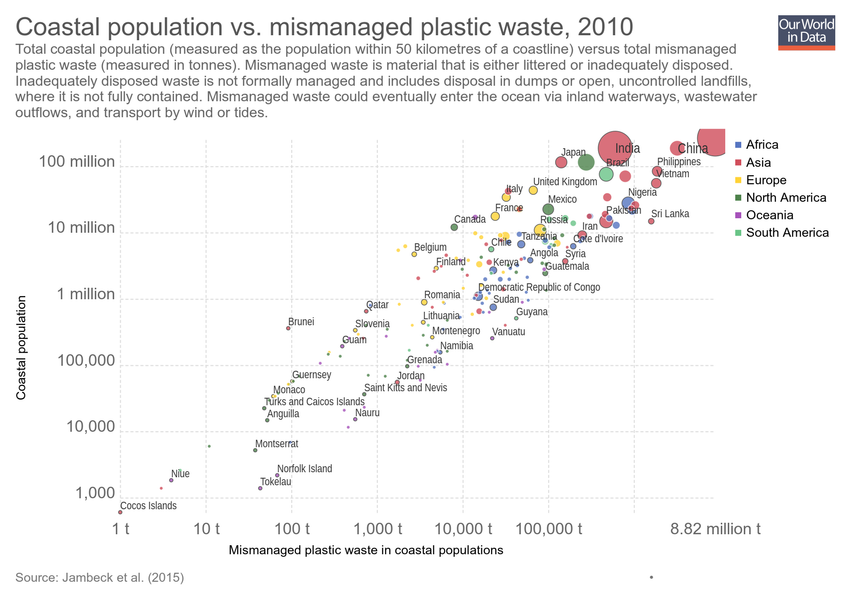 Coastal population vs. mismanaged plastic waste, 2010
Our World
in Data
Total coastal population (measured as the population within 50 kilometres of a coastline) versus total mismanaged
plastic waste (measured in tonnes). Mismanaged waste is material that is either littered or inadequately disposed.
Inadequately disposed waste is not formally managed and includes disposal in dumps or open, uncontrolled landfills,
where it is not fully contained. Mismanaged waste could eventually enter the ocean via inland waterways, wastewater
outflows, and transport by wind or tides.
Africa
Asia
Europe
North America
Oceania
South America
Coastal population
100 million
10 million
1 million
100,000
10,000
1,000
Japan
India
China
Brazil
Philippines
Vietnam
Italy
United Kingdom
Nigeria
France
Mexico
Pakistan
Sri Lanka
Canada
Russia
Iran
Chile
Tanzania
Cote d'Ivoire
Belgium
Angola
Syria
Finland
Kenya
Guatemala
Democratic Republic of Congo
Romania
Sudan
Qatar
Guyana
Brunei
Slovenia
Lithuania
Montenegro
Vanuatu
Guam
Namibia
Grenada
Guernsey
Jordan
Monaco
Saint Kitts and Nevis
Turks and Caicos Islands
Anguilla
Nauru
Montserrat
Niue
Norfolk Island
Tokelau
Cocos Islands
1 t
10 t
100 t
1,000 t
10,000 t
100,000 t
8.82 million t
Mismanaged plastic waste in coastal populations
Source: Jambeck et al. (2015)